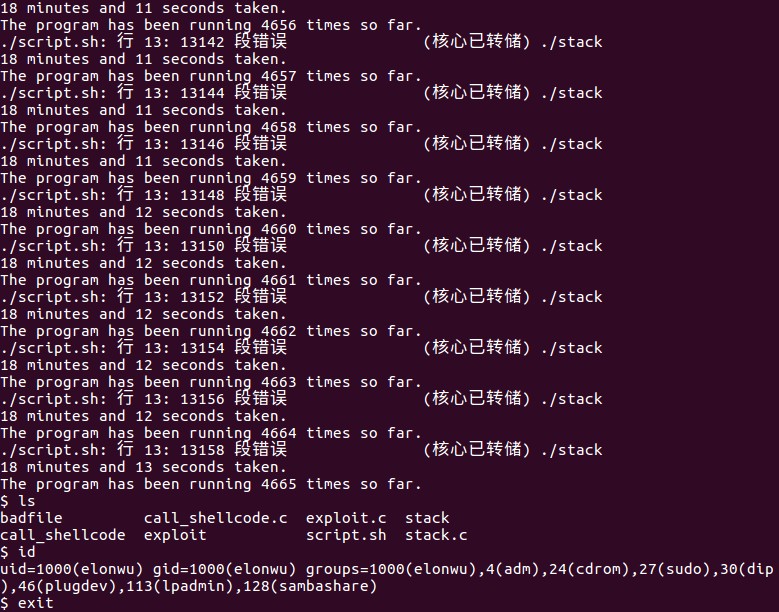 18 minutes and 11 seconds taken.
The program has been running 4656 times so far.
./script.sh: 行 13: 13142 段错误               (核心已转储) ./stack
18 minutes and 11 seconds taken.
The program has been running 4657 times so far.
./script.sh: 行 13: 13144 段错误               (核心已转储) ./stack
18 minutes and 11 seconds taken.
The program has been running 4658 times so far.
./script.sh: 行 13: 13146 段错误               (核心已转储) ./stack
18 minutes and 11 seconds taken.
The program has been running 4659 times so far.
./script.sh: 行 13: 13148 段错误               (核心已转储) ./stack
18 minutes and 12 seconds taken.
The program has been running 4660 times so far.
./script.sh: 行 13: 13150 段错误               (核心已转储) ./stack
18 minutes and 12 seconds taken.
The program has been running 4661 times so far.
./script.sh: 行 13: 13152 段错误               (核心已转储) ./stack
18 minutes and 12 seconds taken.
The program has been running 4662 times so far.
./script.sh: 行 13: 13154 段错误               (核心已转储) ./stack
18 minutes and 12 seconds taken.
The program has been running 4663 times so far.
./script.sh: 行 13: 13156 段错误               (核心已转储) ./stack
18 minutes and 12 seconds taken.
The program has been running 4664 times so far.
./script.sh: 行 13: 13158 段错误               (核心已转储) ./stack
18 minutes and 13 seconds taken.
The program has been running 4665 times so far.
$ ls
badfile         call_shellcode.c  exploit.c  stack
call_shellcode  exploit           script.sh  stack.c
$ id
uid=1000(elonwu) gid=1000(elonwu) groups=1000(elonwu),4(adm),24(cdrom),27(sudo),30(dip
),46(plugdev),113(lpadmin),128(sambashare)
$ exit